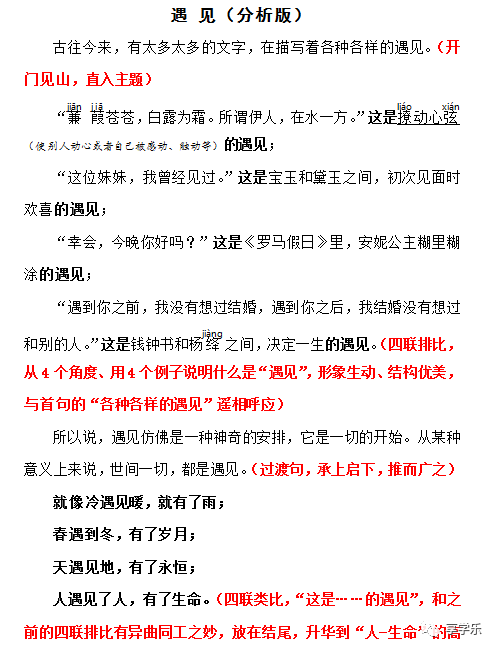 遇 见（分析版）
古往今来，有太多太多的文字，在描写着各种各样的遇见。（开
门见山，直入主题）
jiān jiā liáo xián
“蒹 葭苍苍，白露为霜。所谓伊人，在水一方。”这是撩动心弦
（使别人动心或者自己被感动、触动等）的遇见；
“这位妹妹，我曾经见过。”这是宝玉和黛玉之间，初次见面时
欢喜的遇见；
“幸会，今晚你好吗？”这是《罗马假日》里，安妮公主糊里糊
涂的遇见；
“遇到你之前，我没有想过结婚，遇到你之后，我结婚没有想过
jiàng
和别的人。”这是钱钟书和杨绛之间，决定一生的遇见。（四联排比，
从 4 个角度、用 4 个例子说明什么是“遇见”，形象生动、结构优美，
与首句的“各种各样的遇见”遥相呼应）
所以说，遇见仿佛是一种神奇的安排，它是一切的开始。从某种
意义上来说，世间一切，都是遇见。（过渡句，承上启下，推而广之）
就像冷遇见暖，就有了雨；
春遇到冬，有了岁月；
天遇见地，有了永恒；
人遇见了人，有了生命。（四联类比，“这是……的遇见”，和之
前的四联排比有异曲同工之妙，放在结尾，升华到“人–生命”的高
享学乐